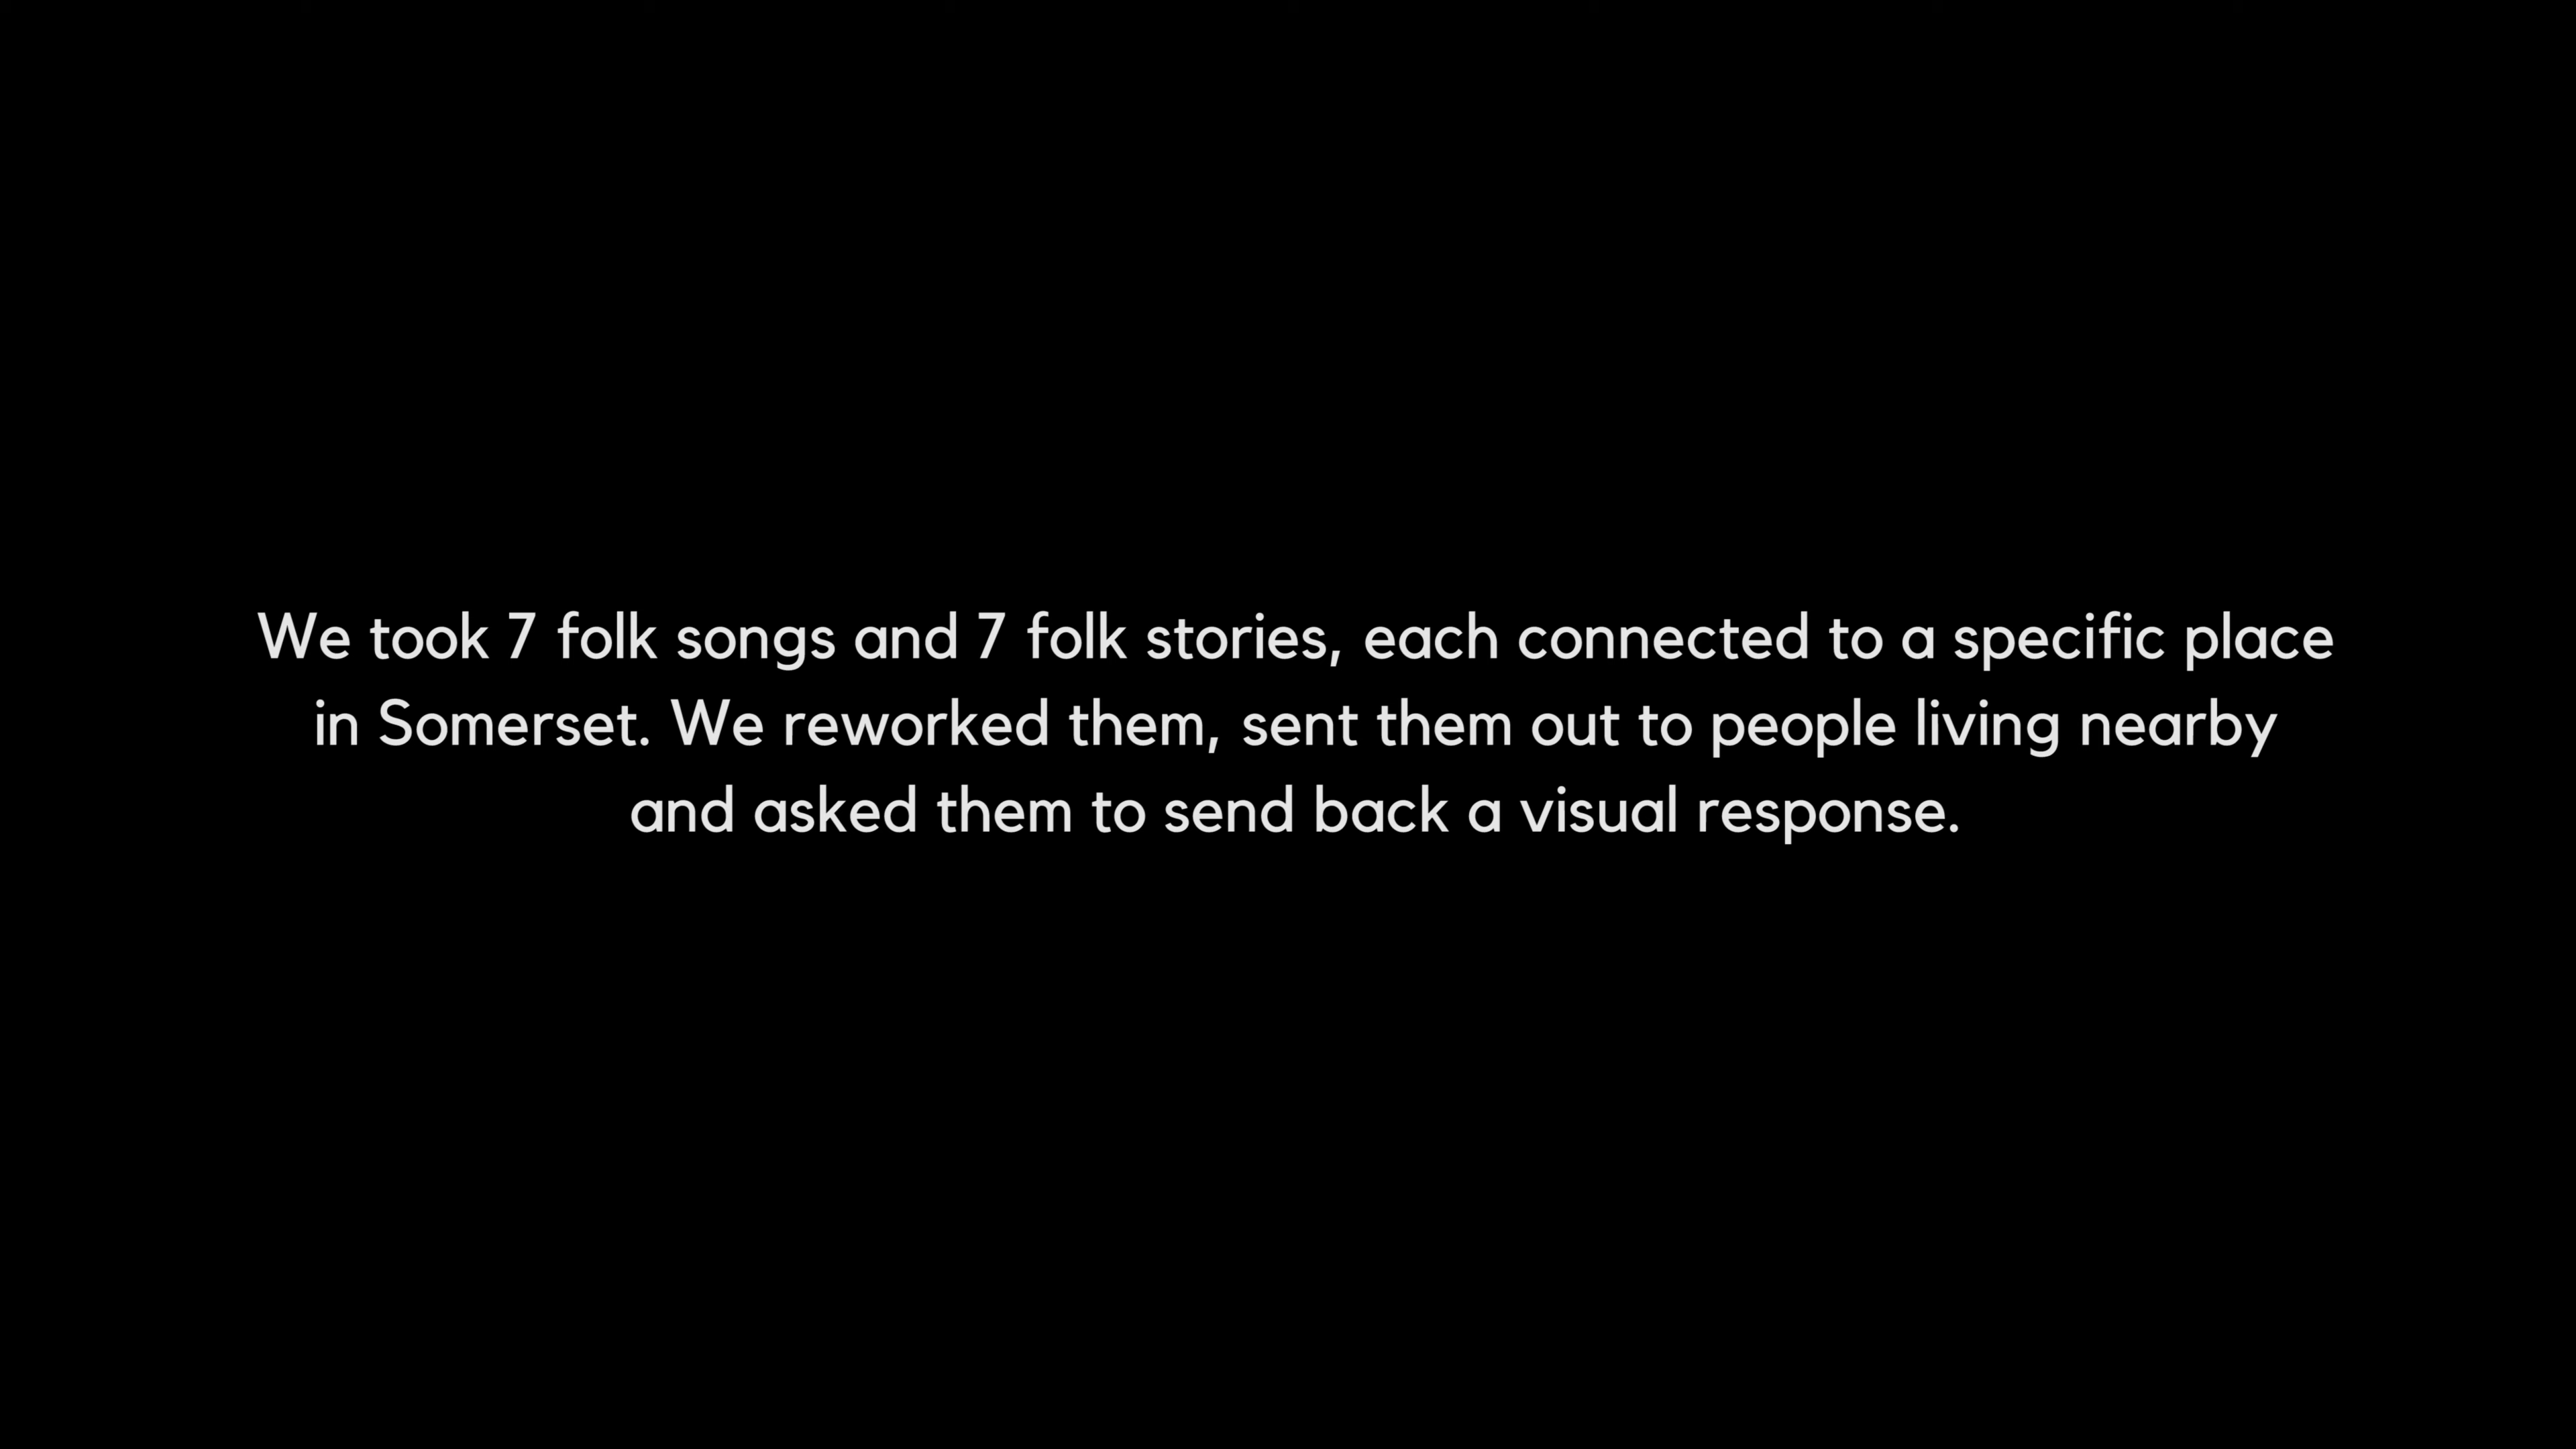 We took 7 folk songs and 7 folk stories, each connected to a specific place
in Somerset. We reworked them, sent them out to people living nearby
and asked them to send back a visual response.